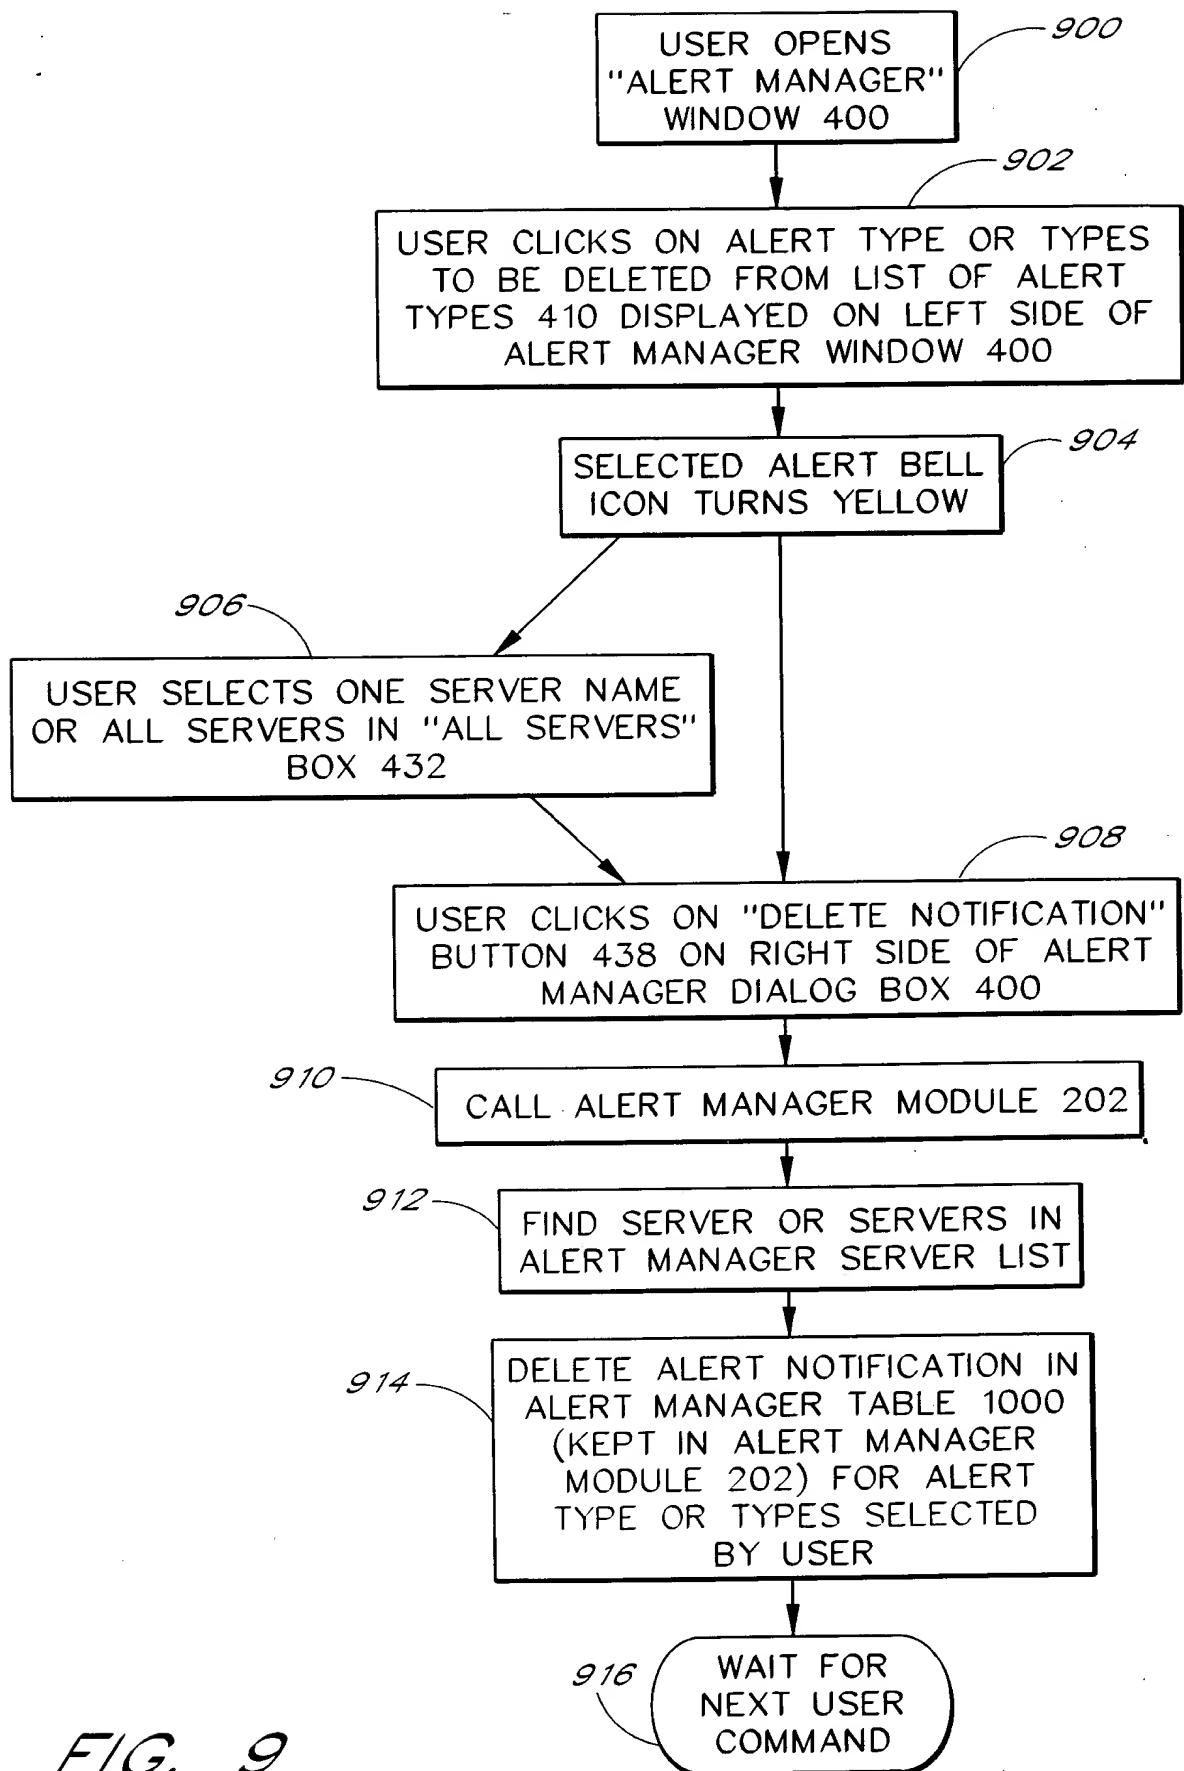 900
USER OPENS
"ALERT MANAGER"
WINDOW 400
902
USER CLICKS ON ALERT TYPE OR TYPES
TO BE DELETED FROM LIST OF ALERT
TYPES 410 DISPLAYED ON LEFT SIDE OF
ALERT MANAGER WINDOW 400
904
SELECTED ALERT BELL
ICON TURNS YELLOW
906
USER SELECTS ONE SERVER NAME
OR ALL SERVERS IN "ALL SERVERS"
BOX 432
908
USER CLICKS ON "DELETE NOTIFICATION"
BUTTON 438 ON RIGHT SIDE OF ALERT
MANAGER DIALOG BOX 400
910
CALL ALERT MANAGER MODULE 202
912
FIND SERVER OR SERVERS IN
ALERT MANAGER SERVER LIST
914
DELETE ALERT NOTIFICATION IN
ALERT MANAGER TABLE 1000
(KEPT IN ALERT MANAGER
MODULE 202) FOR ALERT
TYPE OR TYPES SELECTED
BY USER
916
WAIT FOR
NEXT USER
COMMAND
FIG. 9